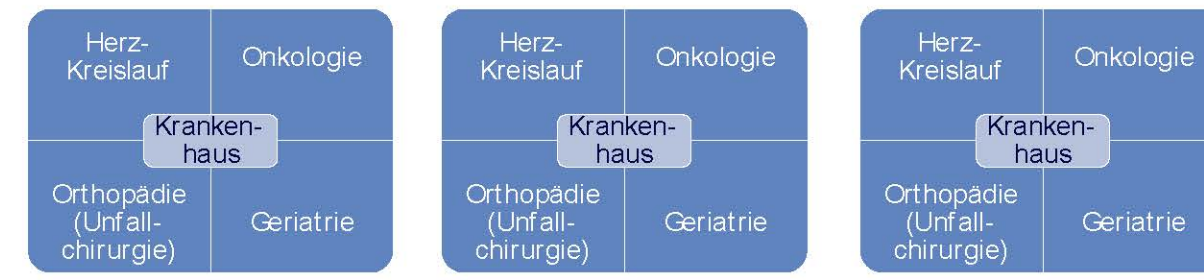 Herz-
Kreislauf
Onkologie
Kranken-
haus
Orthopädie
(Unfall-
chirurgie)
Geriatrie
Herz-
Kreislauf
Onkologie
Kranken-
haus
Orthopädie
(Unfall-
chirurgie)
Geriatrie
Herz-
Kreislauf
Onkologie
Kranken-
haus
Orthopädie
(Unfall-
chirurgie)
Geriatrie